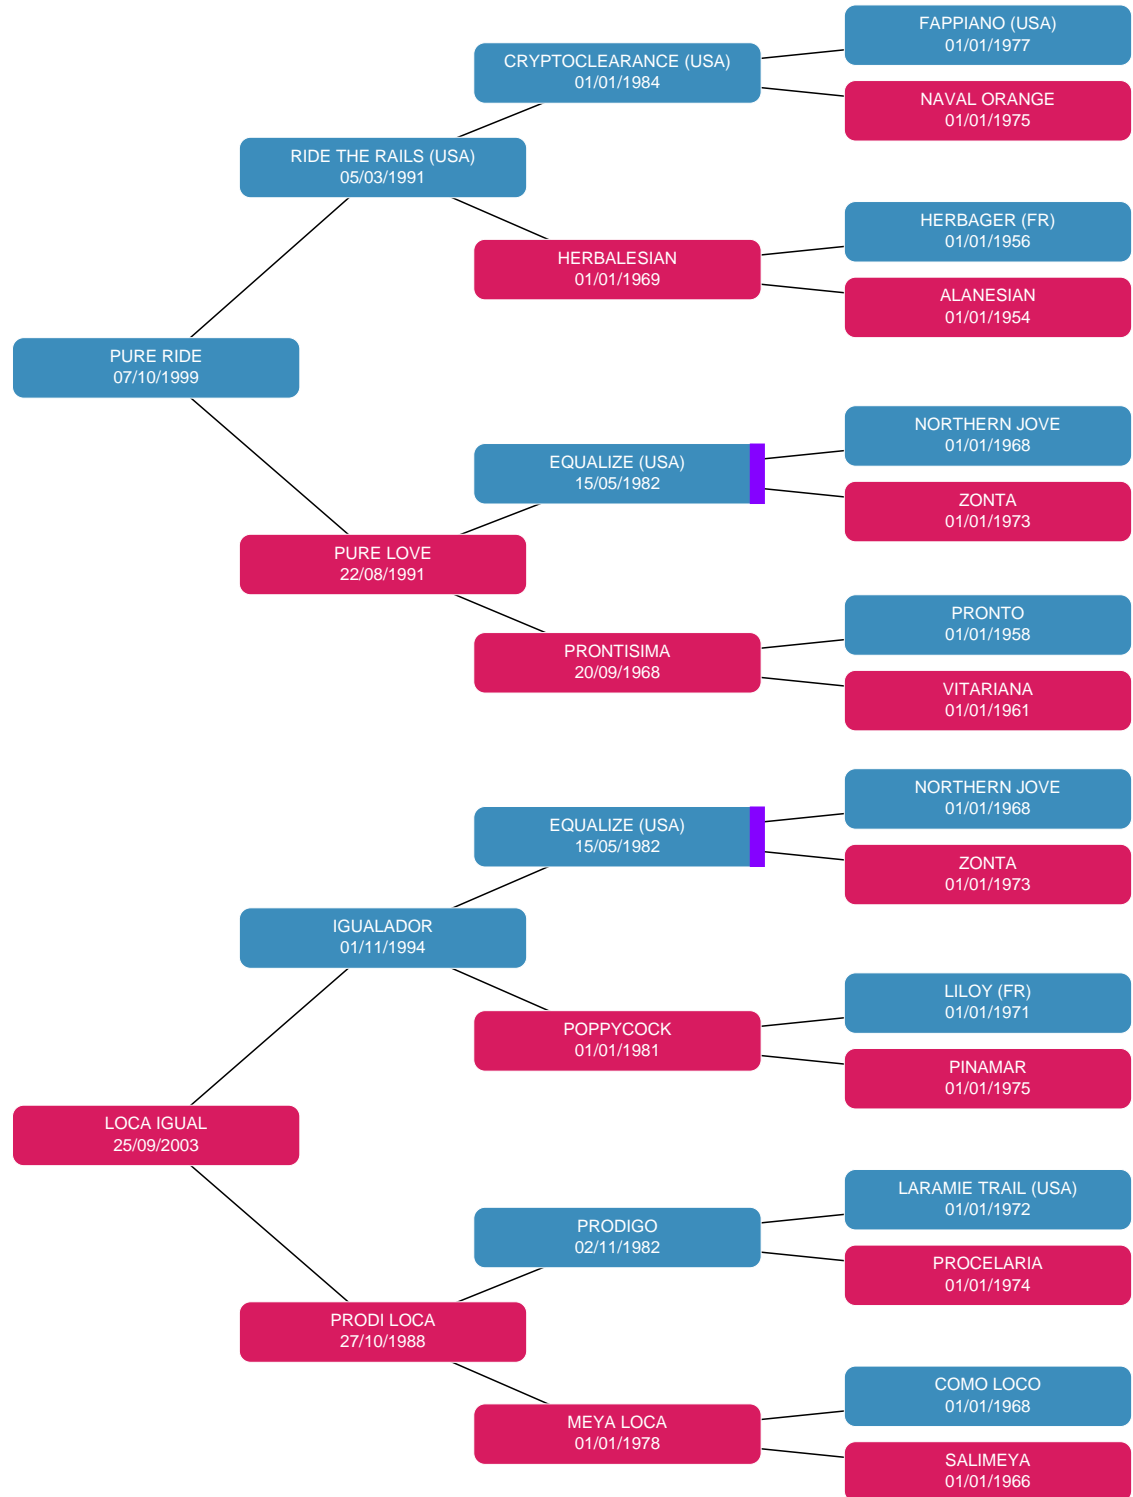 FAPPIANO (USA)
01/01/1977
CRYPTOCLEARANCE (USA)
01/01/1984
NAVAL ORANGE
01/01/1975
RIDE THE RAILS (USA)
05/03/1991
HERBAGER (FR)
01/01/1956
HERBALESIAN
01/01/1969
ALANESIAN
01/01/1954
PURE RIDE
07/10/1999
NORTHERN JOVE
01/01/1968
EQUALIZE (USA)
15/05/1982
ZONTA
01/01/1973
PURE LOVE
22/08/1991
PRONTO
01/01/1958
PRONTISIMA
20/09/1968
VITARIANA
01/01/1961
NORTHERN JOVE
01/01/1968
EQUALIZE (USA)
15/05/1982
ZONTA
01/01/1973
IGUALADOR
01/11/1994
LILOY (FR)
01/01/1971
POPPYCOCK
01/01/1981
PINAMAR
01/01/1975
LOCA IGUAL
25/09/2003
LARAMIE TRAIL (USA)
01/01/1972
PRODIGO
02/11/1982
PROCELARIA
01/01/1974
PRODI LOCA
27/10/1988
COMO LOCO
01/01/1968
MEYA LOCA
01/01/1978
SALIMEYA
01/01/1966